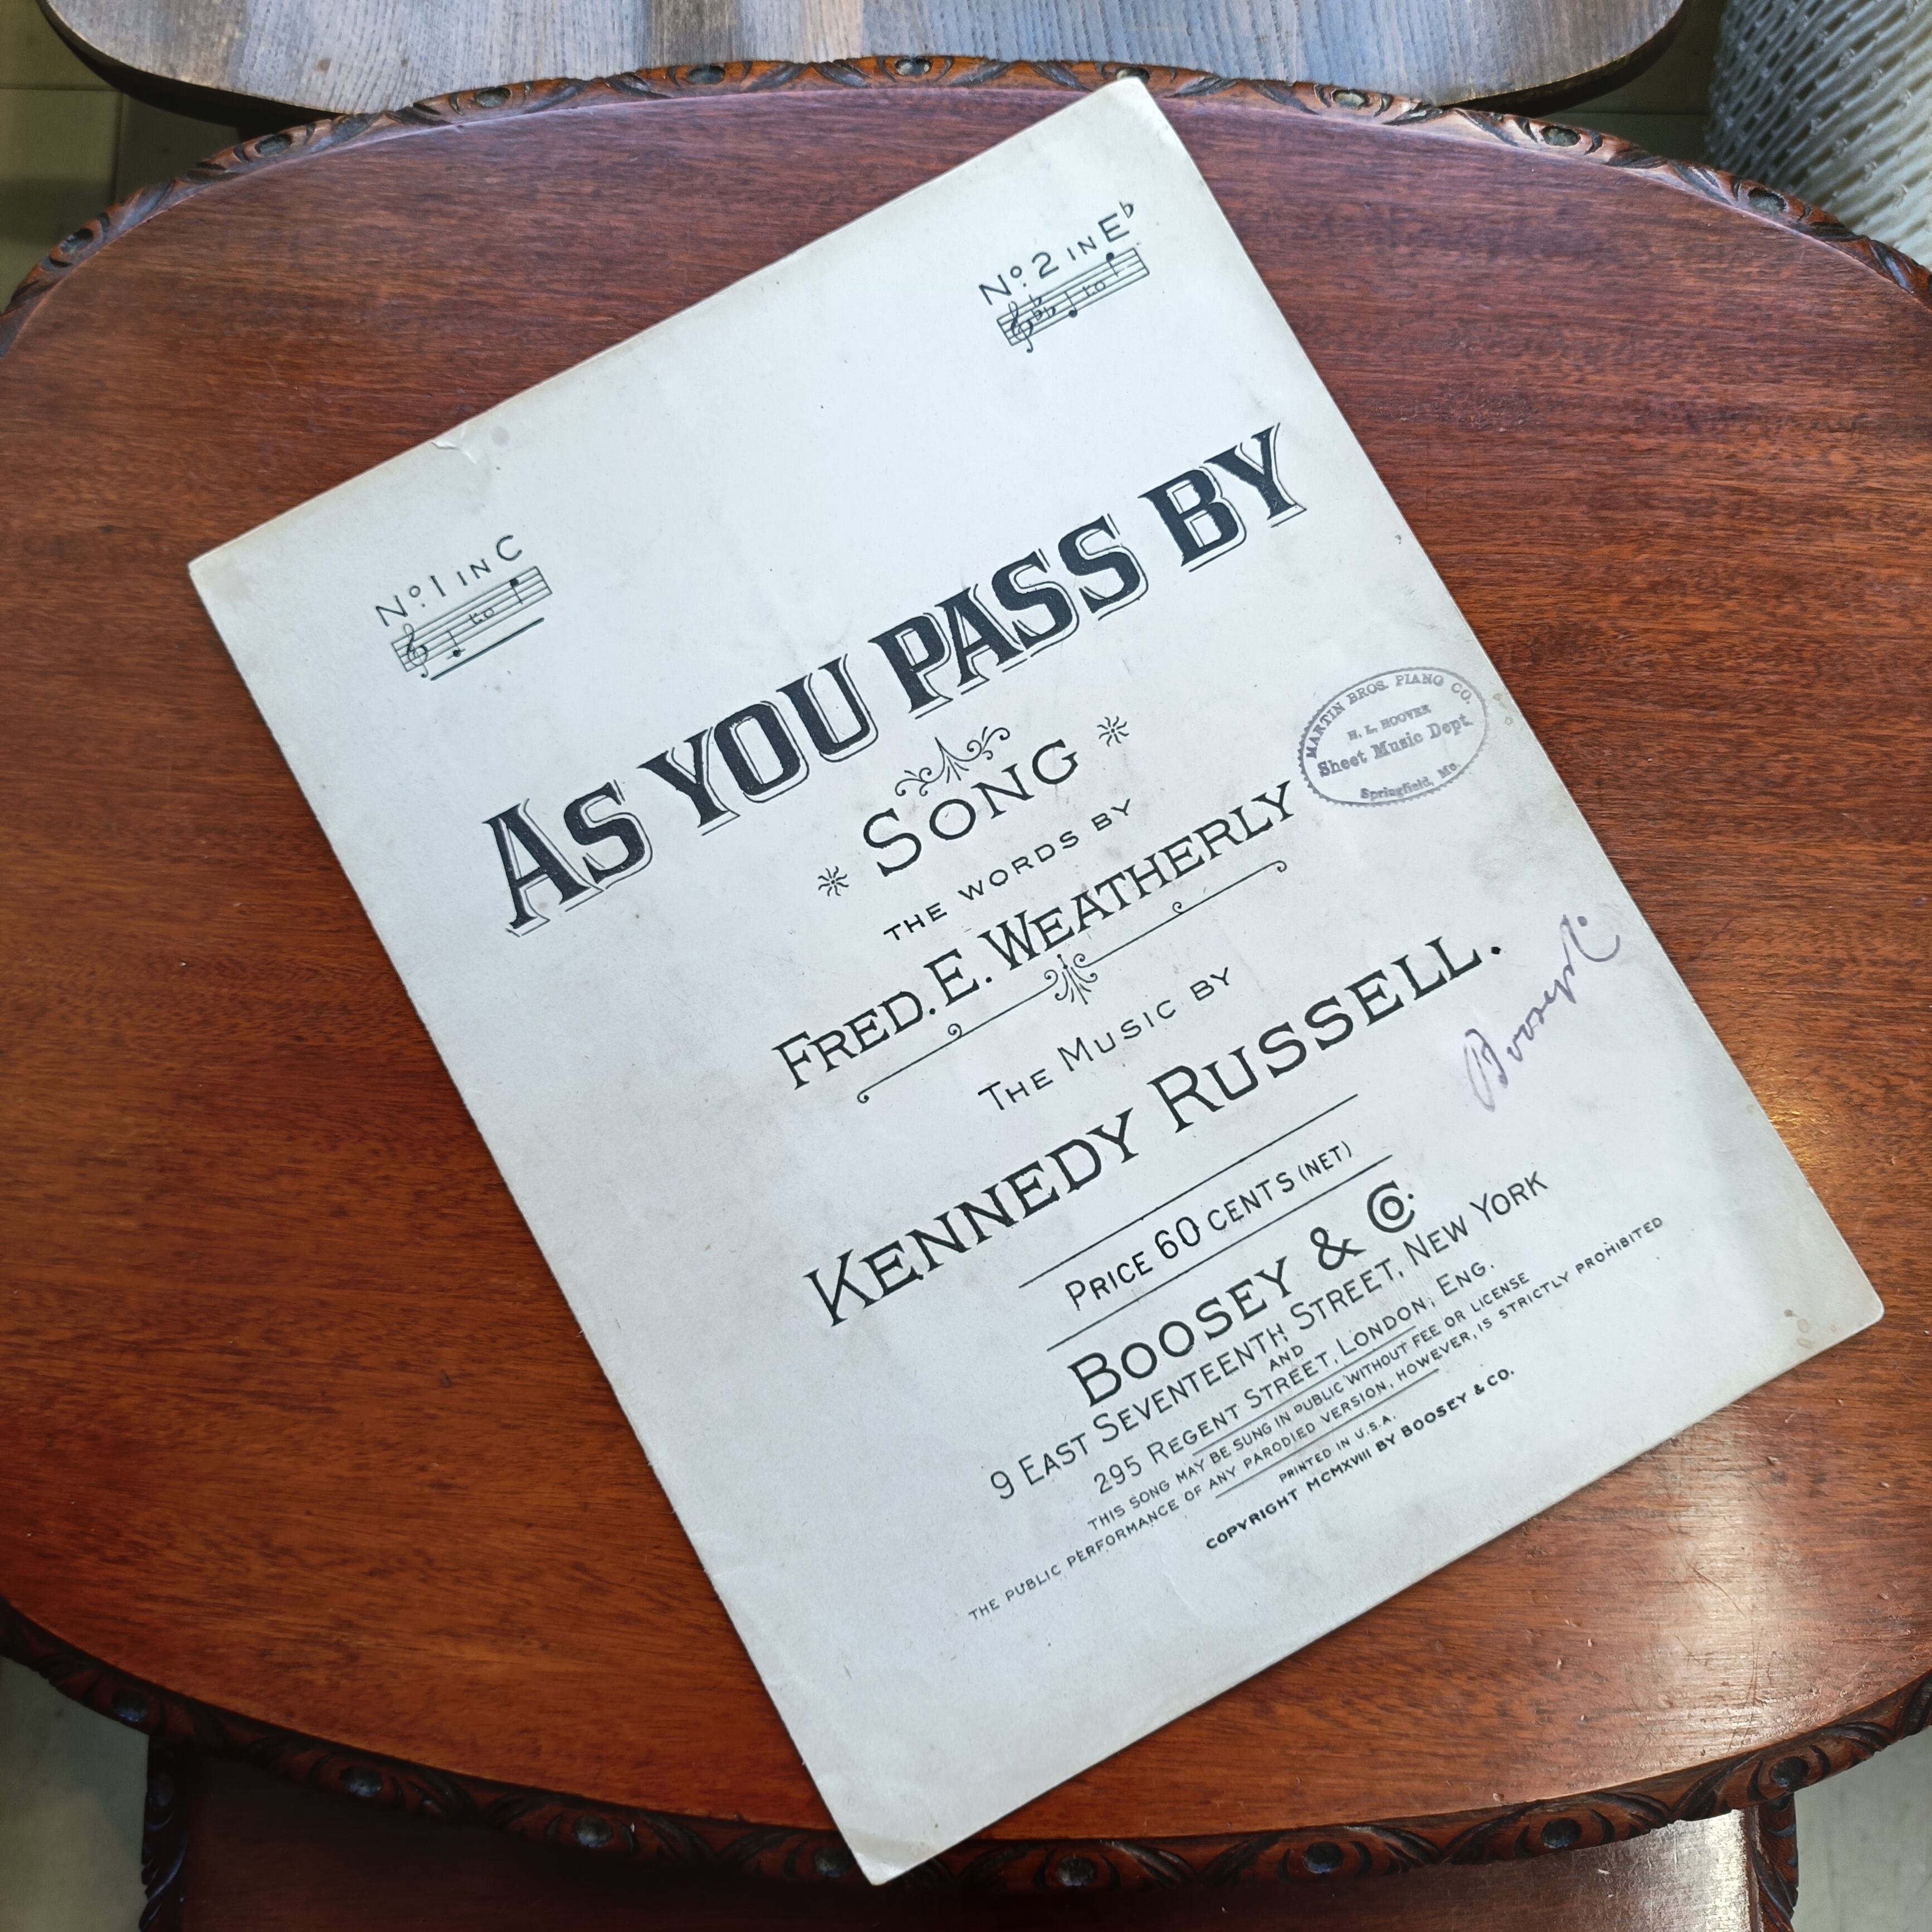 No. 1 IN C
to
No. 2 IN E♭
to
AS YOU PASS BY
SONG
THE WORDS BY
FRED. E. WEATHERLY
THE MUSIC BY
KENNEDY RUSSELL.
PRICE 60 CENTS (NET)
BOOSEY & Co.
9 EAST SEVENTEENTH STREET, NEW YORK
AND
295 REGENT STREET, LONDON, ENG.
THIS SONG MAY BE SUNG IN PUBLIC WITHOUT FEE OR LICENSE
THE PUBLIC PERFORMANCE OF ANY PARODIED VERSION, HOWEVER, IS STRICTLY PROHIBITED
PRINTED IN U.S.A.
COPYRIGHT MCMXVIII BY BOOSEY & CO.
MARTIN BROS. PIANO CO.
H. L. HOOVER
Sheet Music Dept.
Springfield, Mo.